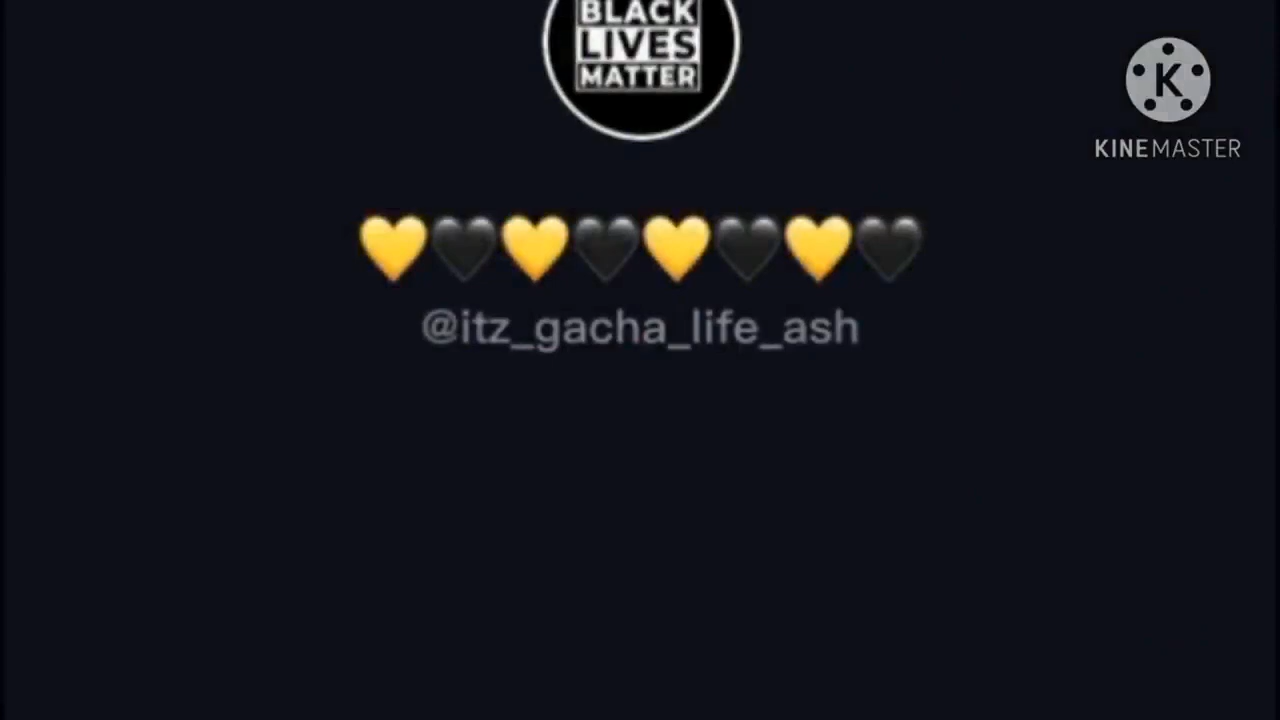 BLACK
LIVES
MATTER
K
KINEMASTER
💛🖤💛🖤💛🖤💛🖤
@itz_gacha_life_ash